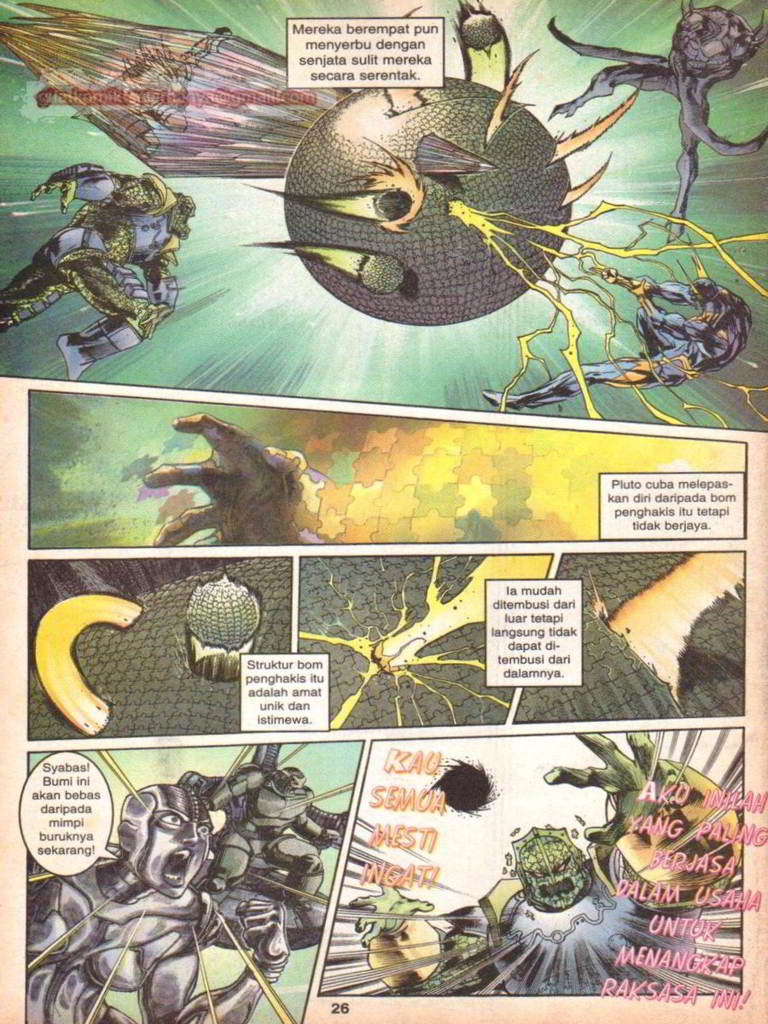 Mereka berempat pun
menyerbu dengan
senjata sulit mereka
secara serentak.
Pluto cuba melepas-
kan diri daripada bom
penghakis itu tetapi
tidak berjaya.
Struktur bom
penghakis itu
adalah amat
unik dan
istimewa.
Ia mudah
ditembusi dari
luar tetapi
langsung tidak
dapat di-
tembusi dari
dalamnya.
Syabas!
Bumi ini
akan bebas
daripada
mimpi
buruknya
sekarang!
KAU
SEMUA
MESTI
INGAT!
AKU INILAH
YANG PALING
BERJASA
DALAM USAHA
UNTUK
MENANGKAP
RAKSASA INI!
26